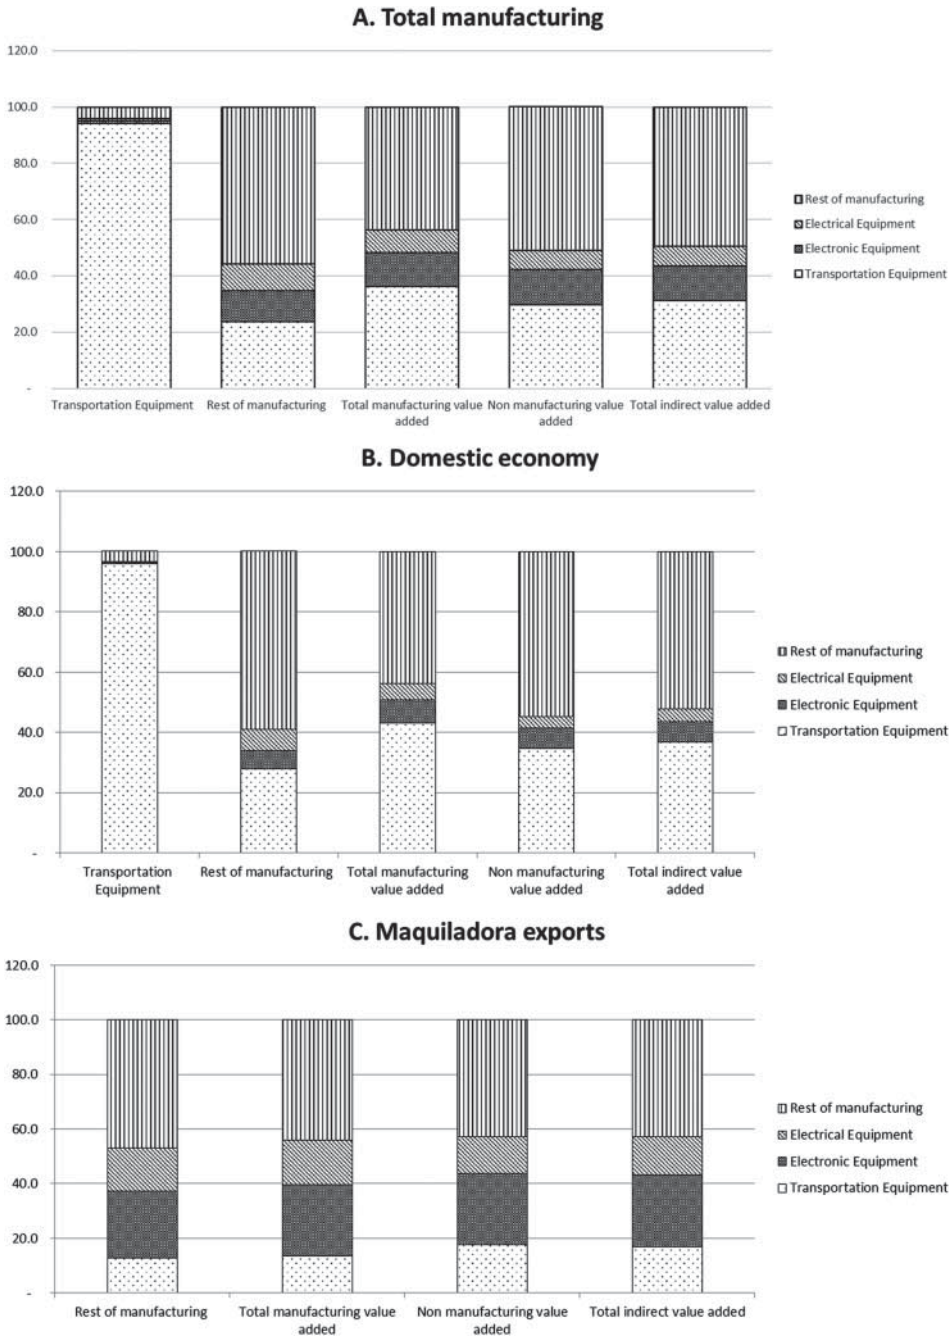 A. Total manufacturing
120.0
100.0
80.0
60.0
40.0
20.0
-
Rest of manufacturing
Electrical Equipment
Electronic Equipment
Transportation Equipment
Transportation Equipment
Rest of manufacturing
Total manufacturing value
added
Non manufacturing value
added
Total indirect value added
B. Domestic economy
120.0
100.0
80.0
60.0
40.0
20.0
-
Rest of manufacturing
Electrical Equipment
Electronic Equipment
Transportation Equipment
Transportation
Equipment
Rest of manufacturing
Total manufacturing
value added
Non manufacturing
value added
Total indirect value
added
C. Maquiladora exports
120.0
100.0
80.0
60.0
40.0
20.0
-
Rest of manufacturing
Electrical Equipment
Electronic Equipment
Transportation Equipment
Rest of manufacturing
Total manufacturing value
added
Non manufacturing value
added
Total indirect value added